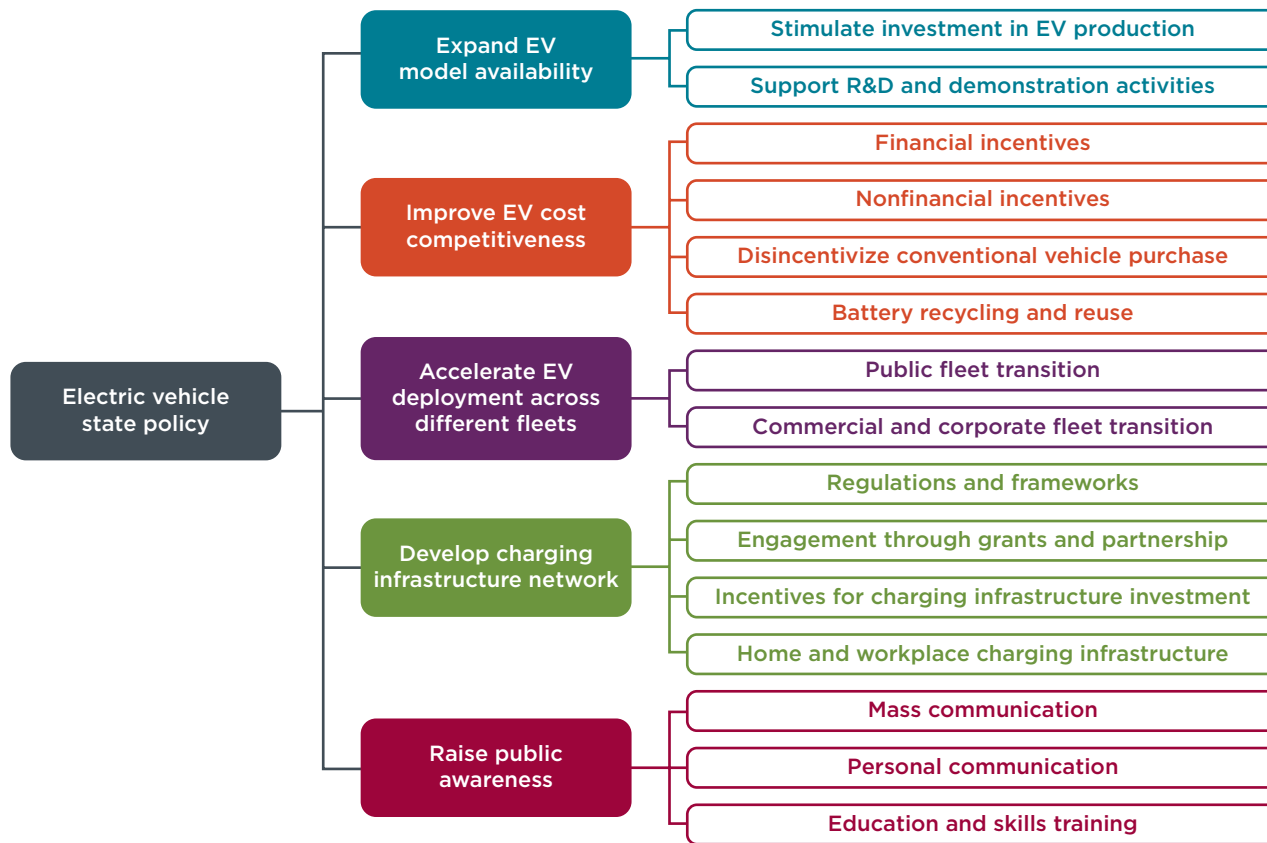 Electric vehicle
state policy
Expand EV
model availability
Stimulate investment in EV production
Support R&D and demonstration activities
Improve EV cost
competitiveness
Financial incentives
Nonfinancial incentives
Disincentivize conventional vehicle purchase
Battery recycling and reuse
Accelerate EV
deployment across
different fleets
Public fleet transition
Commercial and corporate fleet transition
Develop charging
infrastructure network
Regulations and frameworks
Engagement through grants and partnership
Incentives for charging infrastructure investment
Home and workplace charging infrastructure
Raise public
awareness
Mass communication
Personal communication
Education and skills training